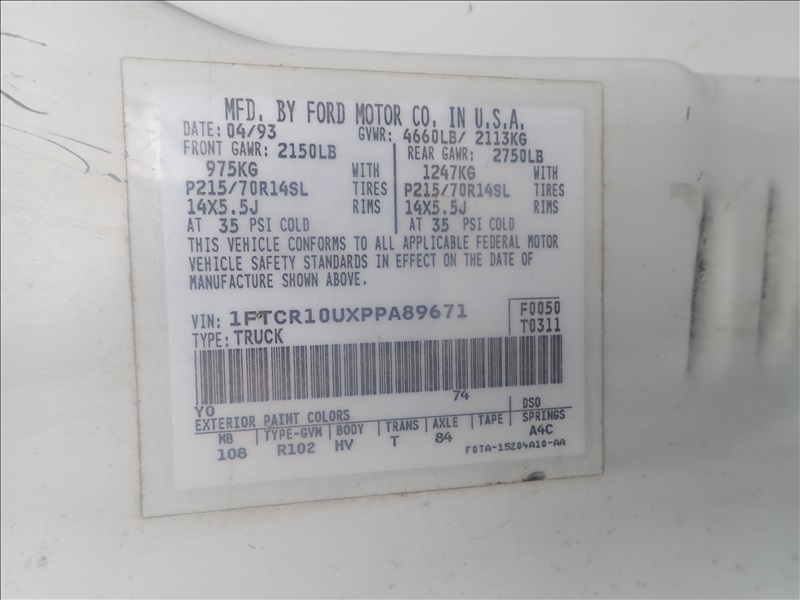 MFD. BY FORD MOTOR CO. IN U.S.A.
DATE: 04/93 GVWR: 4660LB/ 2113KG
FRONT GAWR: 2150LB REAR GAWR: 2750LB
975KG WITH 1247KG WITH
P215/70R14SL TIRES P215/70R14SL TIRES
14X5.5J RIMS 14X5.5J RIMS
AT 35 PSI COLD AT 35 PSI COLD
THIS VEHICLE CONFORMS TO ALL APPLICABLE FEDERAL MOTOR
VEHICLE SAFETY STANDARDS IN EFFECT ON THE DATE OF
MANUFACTURE SHOWN ABOVE.
VIN: 1FTCR10UXPPA89671 F0050
TYPE: TRUCK T0311
74
YO
EXTERIOR PAINT COLORS DSO
MB TYPE-GVM BODY TRANS AXLE TAPE SPRINGS
108 R102 HV T 84 A4C
F0TA-15204A10-AA